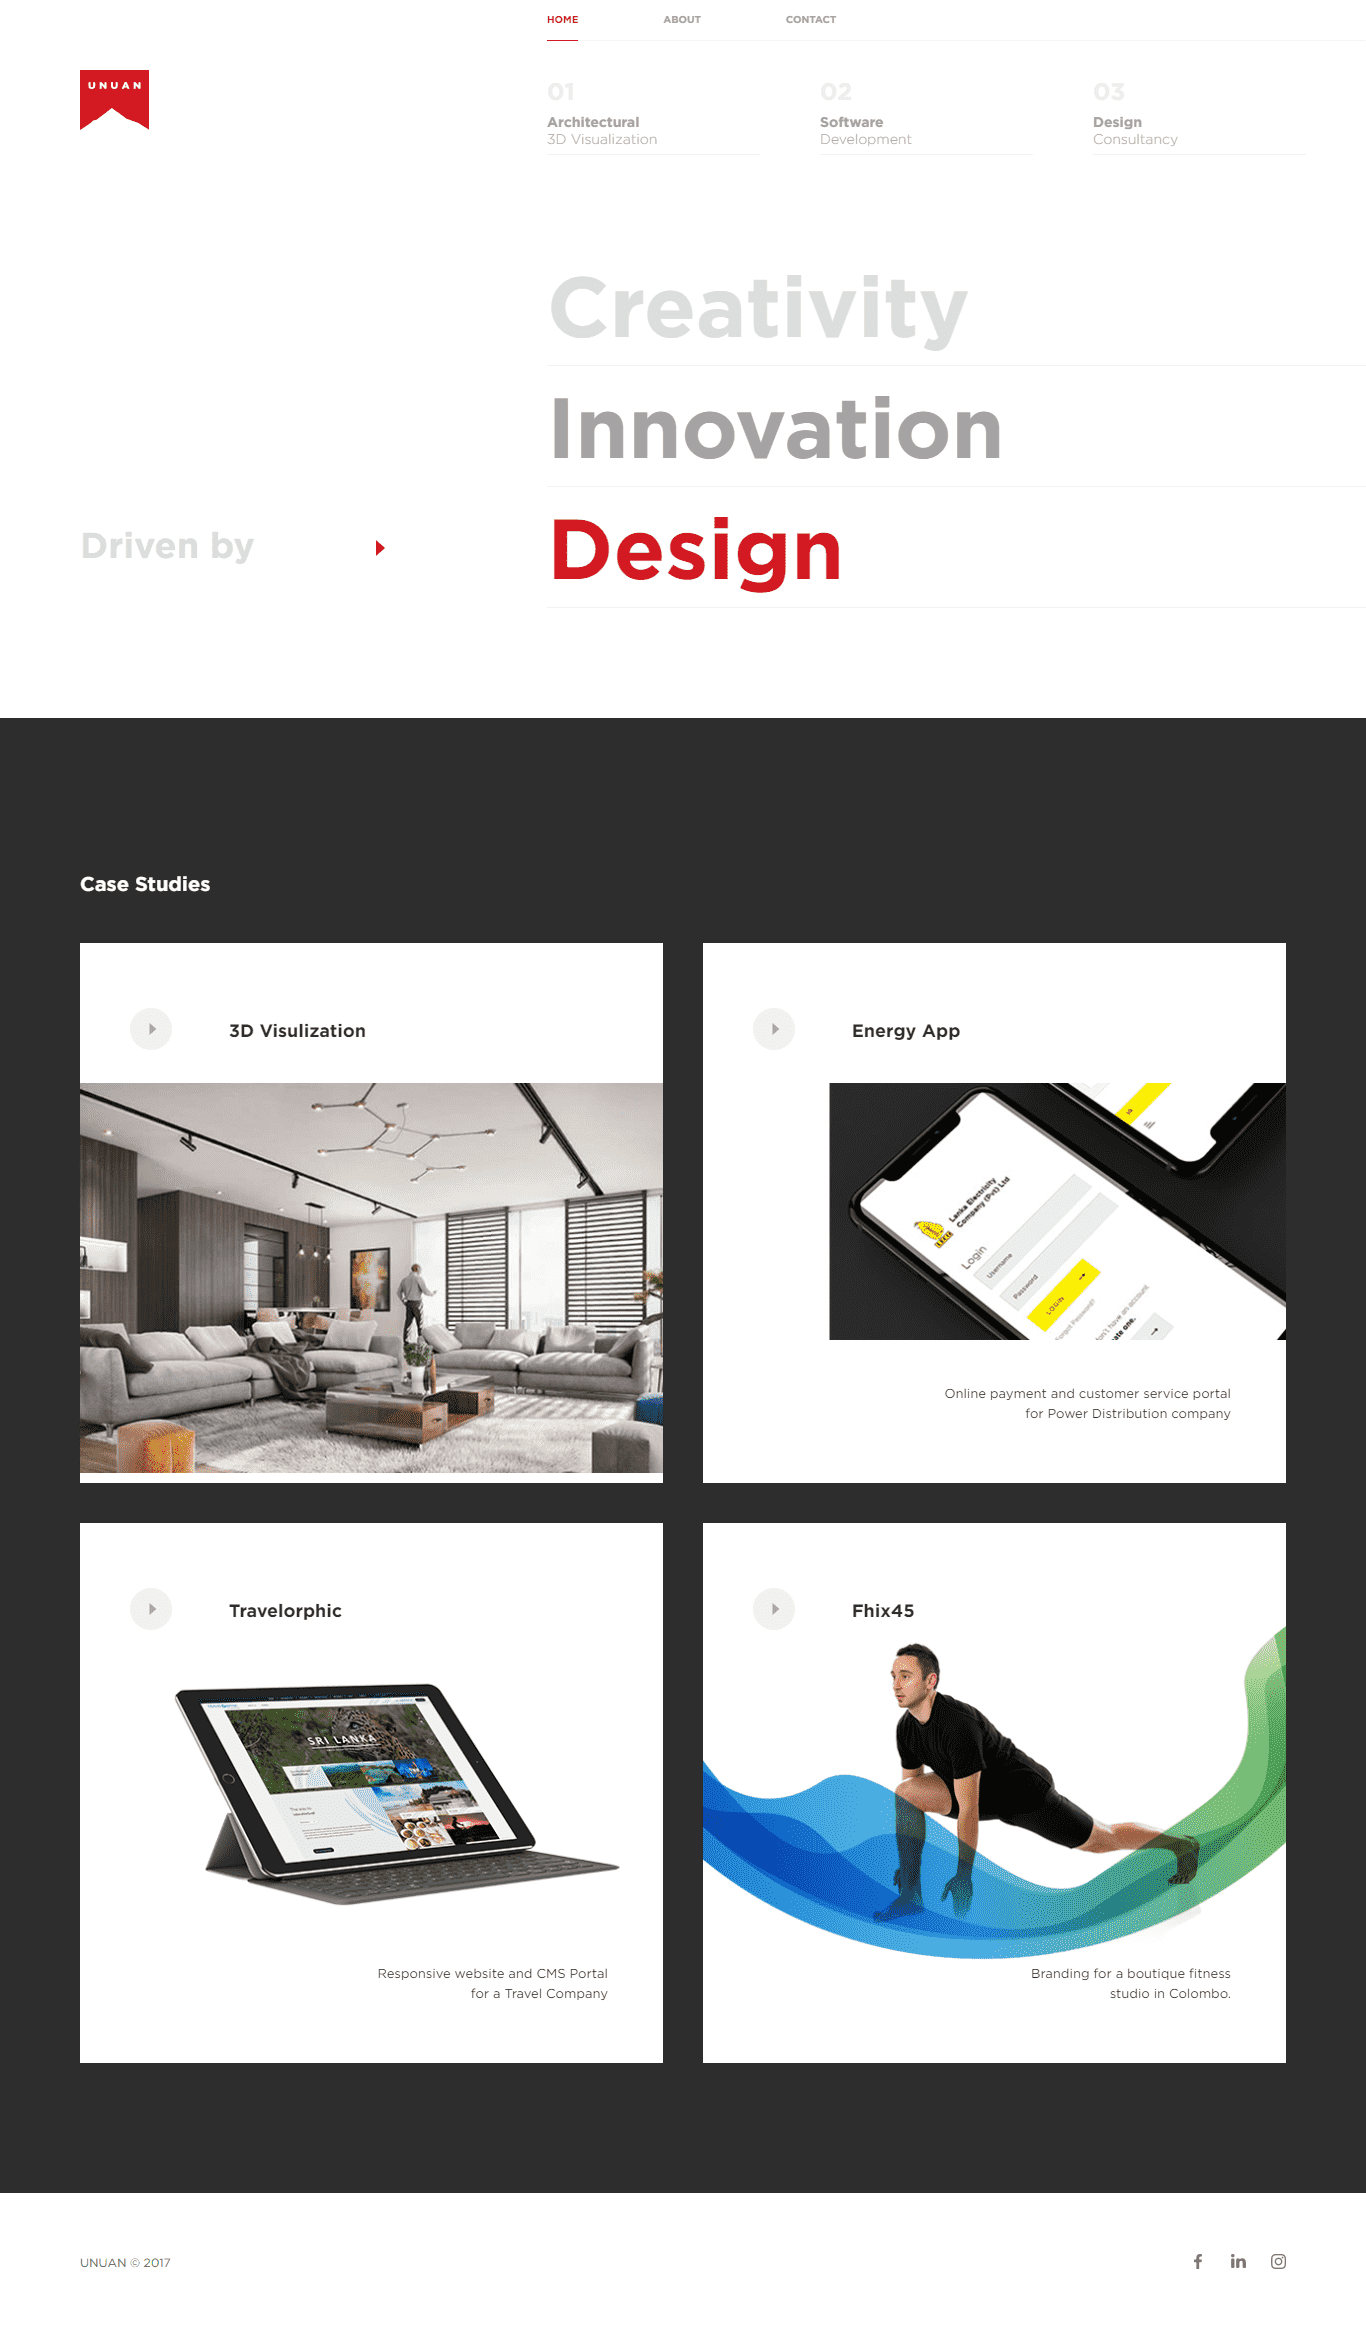 HOME ABOUT CONTACT
UNUAN
01
Architectural
3D Visualization
02
Software
Development
03
Design
Consultancy
Creativity
Innovation
Driven by
Design
Case Studies
3D Visulization
Energy App
Lanka Electricity
Company (Pvt) Ltd
Login
Username
Password
LOGIN
Forgot Password?
Online payment and customer service portal
for Power Distribution company
Travelorphic
SRI LANKA
Responsive website and CMS Portal
for a Travel Company
Fhix45
Branding for a boutique fitness
studio in Colombo.
UNUAN © 2017